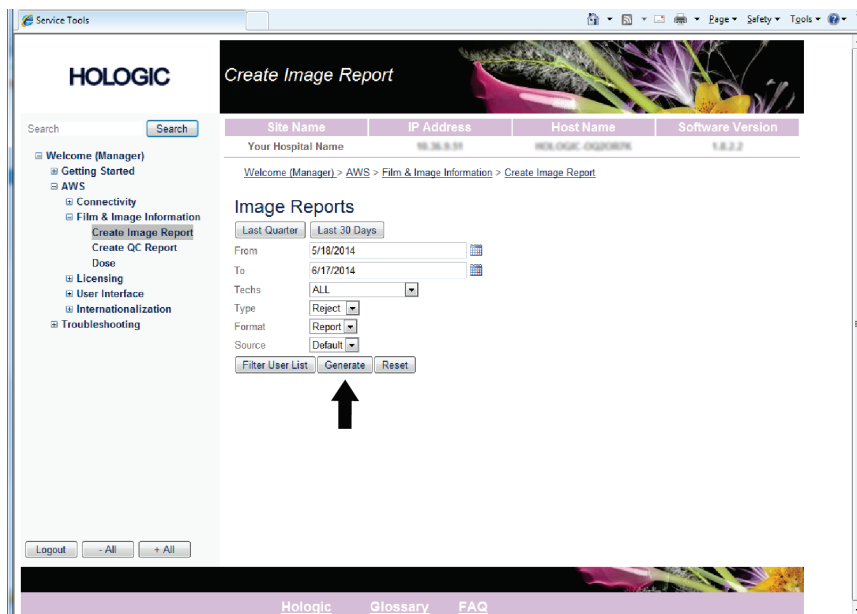 Service Tools
Page Safety Tools
HOLOGIC
Create Image Report
Search Search
Site Name IP Address Host Name Software Version
Your Hospital Name 1.8.2.2
Welcome (Manager) > AWS > Film & Image Information > Create Image Report
Welcome (Manager)
Getting Started
AWS
Connectivity
Film & Image Information
Create Image Report
Create QC Report
Dose
Licensing
User Interface
Internationalization
Troubleshooting
Image Reports
Last Quarter Last 30 Days
From 5/18/2014
To 6/17/2014
Techs ALL
Type Reject
Format Report
Source Default
Filter User List Generate Reset
Logout - All + All
Hologic Glossary FAQ